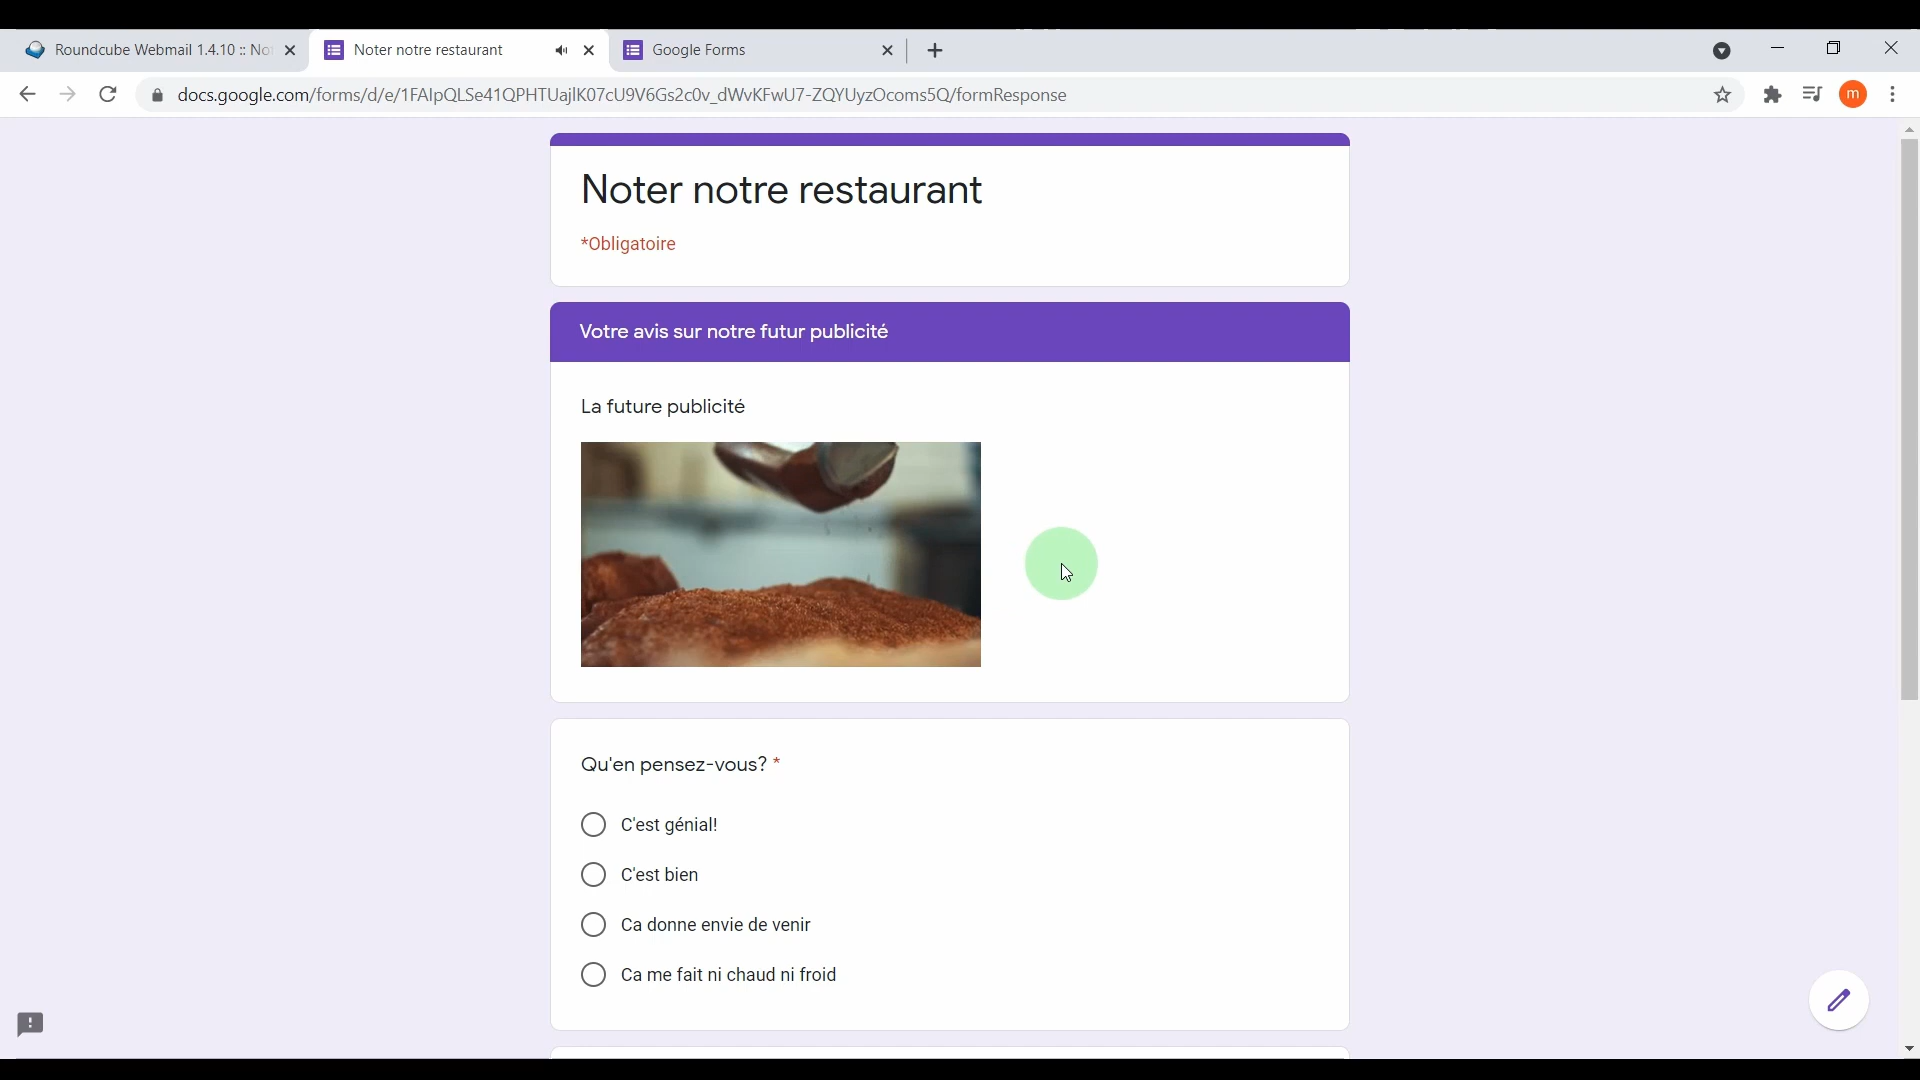 Roundcube Webmail 1.4.10 :: No
Noter notre restaurant
Google Forms
docs.google.com/forms/d/e/1FAIpQLSe41QPHTUajlK07cU9V6Gs2c0v_dWvKFwU7-ZQYUyzOcoms5Q/formResponse
m
Noter notre restaurant
*Obligatoire
Votre avis sur notre futur publicité
La future publicité
Qu'en pensez-vous? *
C'est génial!
C'est bien
Ca donne envie de venir
Ca me fait ni chaud ni froid